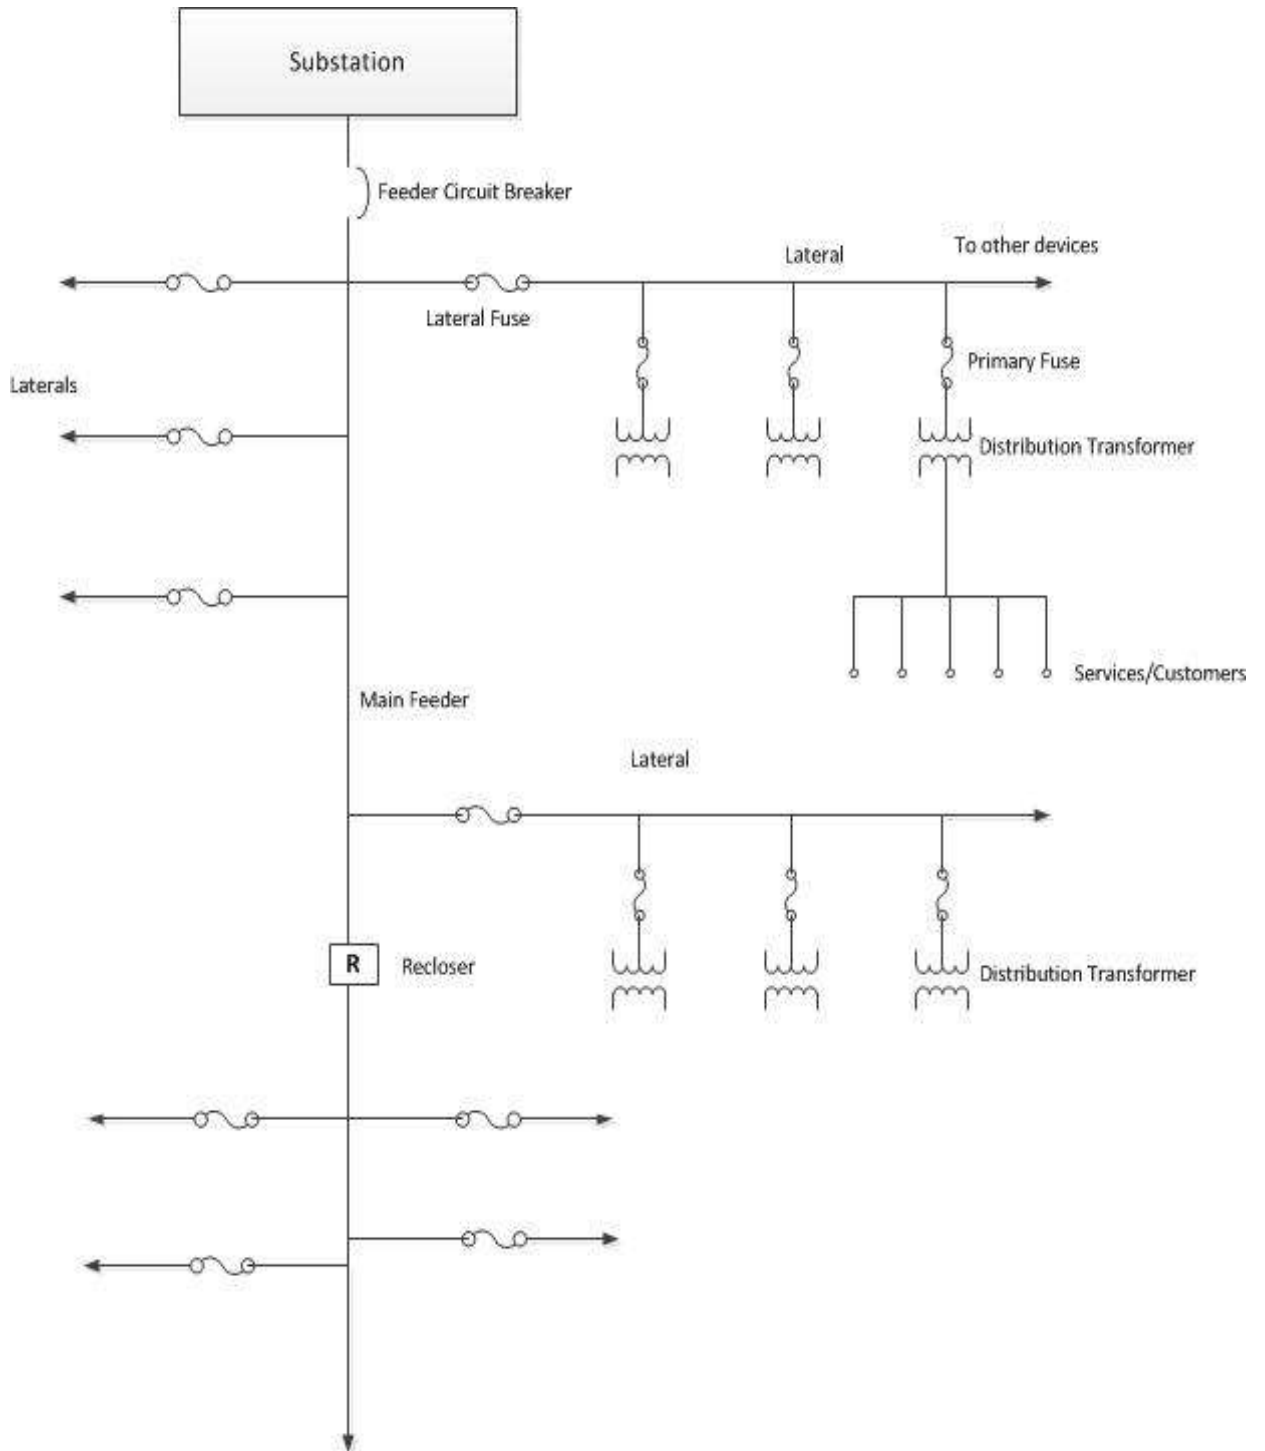 Substation
Feeder Circuit Breaker
To other devices
Lateral
Lateral Fuse
Primary Fuse
Laterals
Distribution Transformer
Services/Customers
Main Feeder
Lateral
R
Recloser
Distribution Transformer